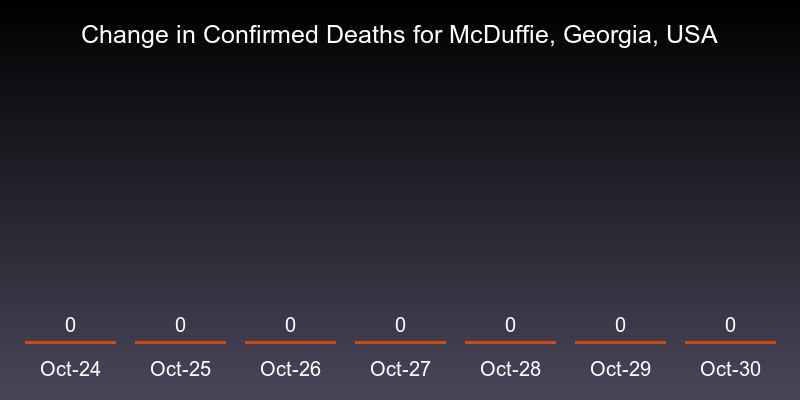 Change in Confirmed Deaths for McDuffie, Georgia, USA
0 0 0 0 0 0 0
Oct-24 Oct-25 Oct-26 Oct-27 Oct-28 Oct-29 Oct-30